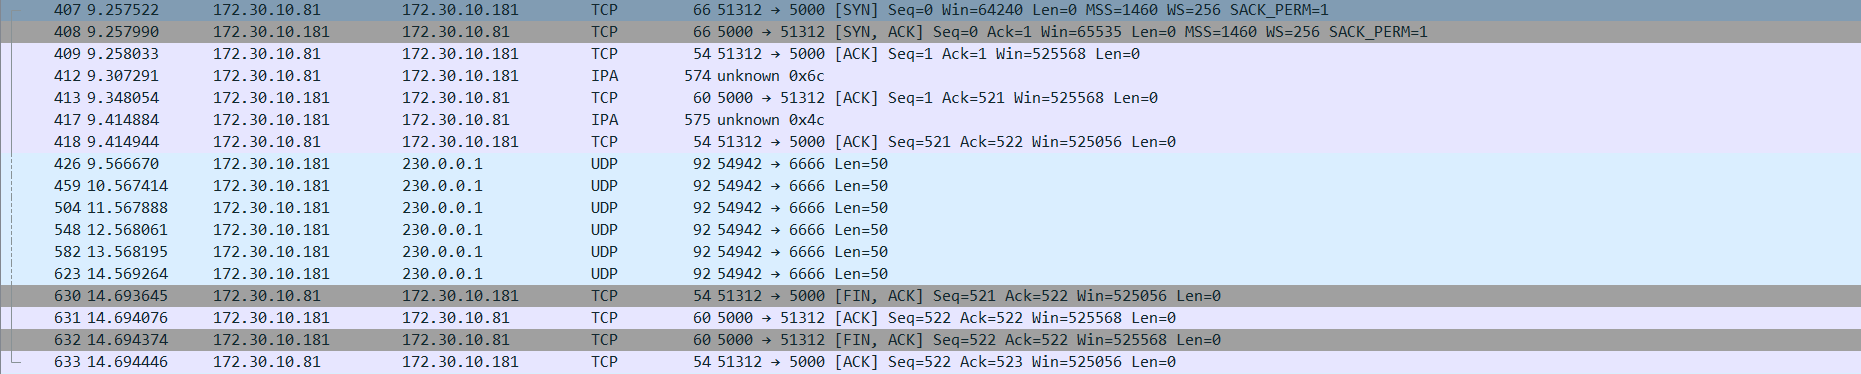 407 9.257522 172.30.10.81 172.30.10.181 TCP 66 51312 → 5000 [SYN] Seq=0 Win=64240 Len=0 MSS=1460 WS=256 SACK_PERM=1
408 9.257990 172.30.10.181 172.30.10.81 TCP 66 5000 → 51312 [SYN, ACK] Seq=0 Ack=1 Win=65535 Len=0 MSS=1460 WS=256 SACK_PERM=1
409 9.258033 172.30.10.81 172.30.10.181 TCP 54 51312 → 5000 [ACK] Seq=1 Ack=1 Win=525568 Len=0
412 9.307291 172.30.10.81 172.30.10.181 IPA 574 unknown 0x6c
413 9.348054 172.30.10.181 172.30.10.81 TCP 60 5000 → 51312 [ACK] Seq=1 Ack=521 Win=525568 Len=0
417 9.414884 172.30.10.181 172.30.10.81 IPA 575 unknown 0x4c
418 9.414944 172.30.10.81 172.30.10.181 TCP 54 51312 → 5000 [ACK] Seq=521 Ack=522 Win=525056 Len=0
426 9.566670 172.30.10.181 230.0.0.1 UDP 92 54942 → 6666 Len=50
459 10.567414 172.30.10.181 230.0.0.1 UDP 92 54942 → 6666 Len=50
504 11.567888 172.30.10.181 230.0.0.1 UDP 92 54942 → 6666 Len=50
548 12.568061 172.30.10.181 230.0.0.1 UDP 92 54942 → 6666 Len=50
582 13.568195 172.30.10.181 230.0.0.1 UDP 92 54942 → 6666 Len=50
623 14.569264 172.30.10.181 230.0.0.1 UDP 92 54942 → 6666 Len=50
630 14.693645 172.30.10.81 172.30.10.181 TCP 54 51312 → 5000 [FIN, ACK] Seq=521 Ack=522 Win=525056 Len=0
631 14.694076 172.30.10.181 172.30.10.81 TCP 60 5000 → 51312 [ACK] Seq=522 Ack=522 Win=525568 Len=0
632 14.694374 172.30.10.181 172.30.10.81 TCP 60 5000 → 51312 [FIN, ACK] Seq=522 Ack=522 Win=525568 Len=0
633 14.694446 172.30.10.81 172.30.10.181 TCP 54 51312 → 5000 [ACK] Seq=522 Ack=523 Win=525056 Len=0